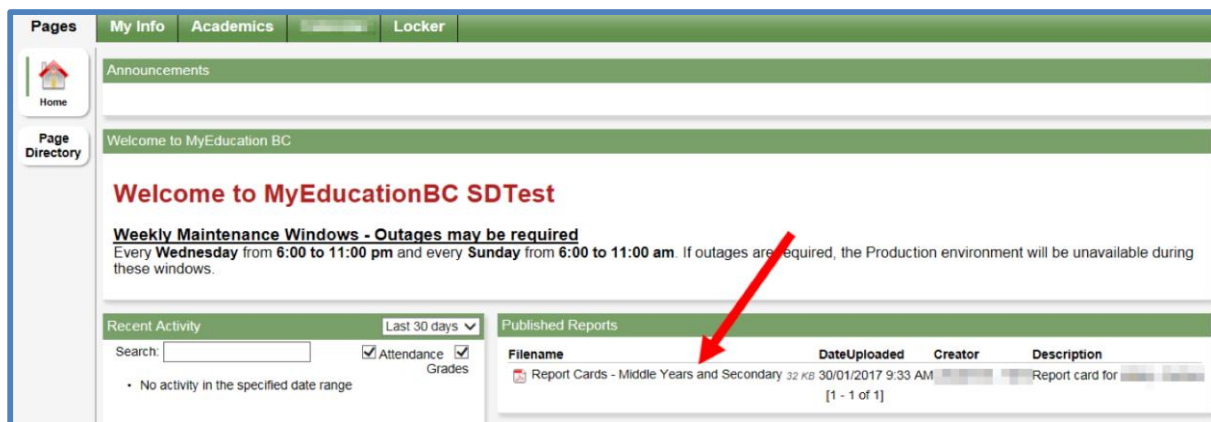 Pages My Info Academics Locker
Home
Page
Directory
Announcements
Welcome to MyEducation BC
Welcome to MyEducationBC SDTest
Weekly Maintenance Windows - Outages may be required
Every Wednesday from 6:00 to 11:00 pm and every Sunday from 6:00 to 11:00 am. If outages are required, the Production environment will be unavailable during
these windows.
Recent Activity Last 30 days
Search: Attendance
Grades
• No activity in the specified date range
Published Reports
Filename DateUploaded Creator Description
Report Cards - Middle Years and Secondary 32 KB 30/01/2017 9:33 AM Report card for
[1 - 1 of 1]